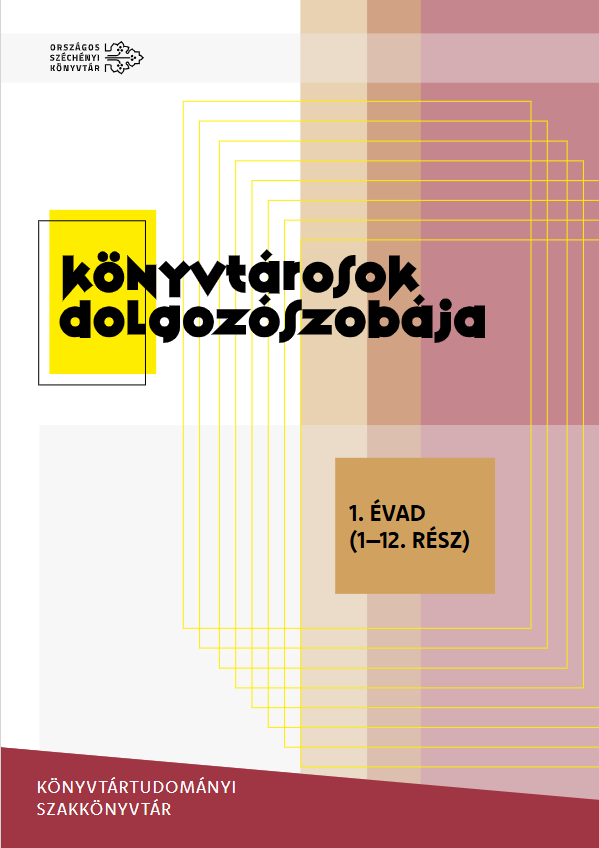 ORSZÁGOS
SZÉCHÉNYI
KÖNYVTÁR
könyvtárosok
dolgozószobája
1. ÉVAD
(1–12. RÉSZ)
KÖNYVTÁRTUDOMÁNYI
SZAKKÖNYVTÁR